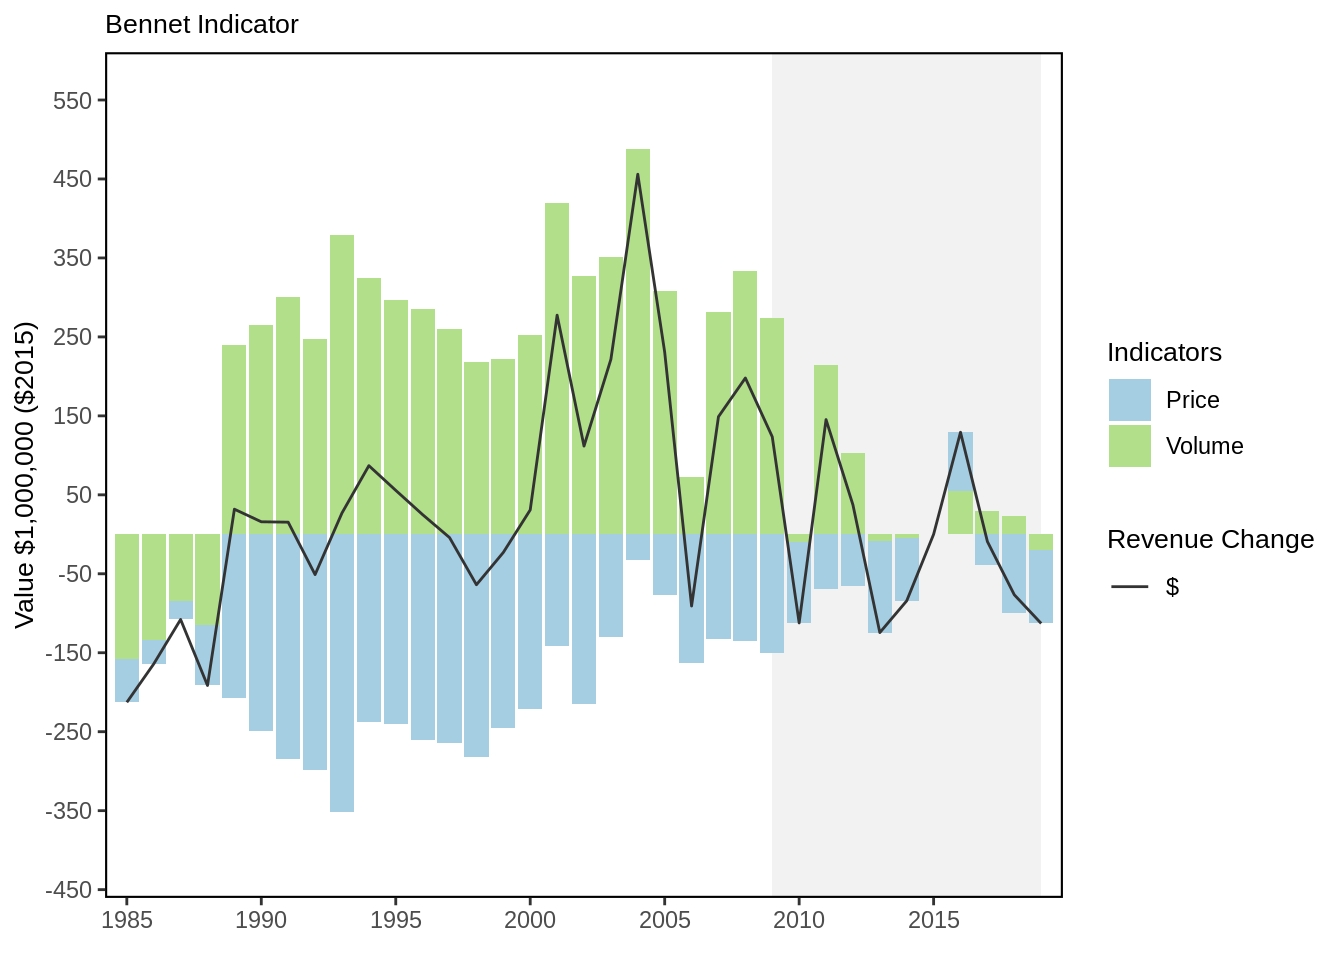 Bennet Indicator
Value $1,000,000 ($2015)
550
450
350
250
150
50
-50
-150
-250
-350
-450
1985 1990 1995 2000 2005 2010 2015
Indicators
Price
Volume
Revenue Change
$